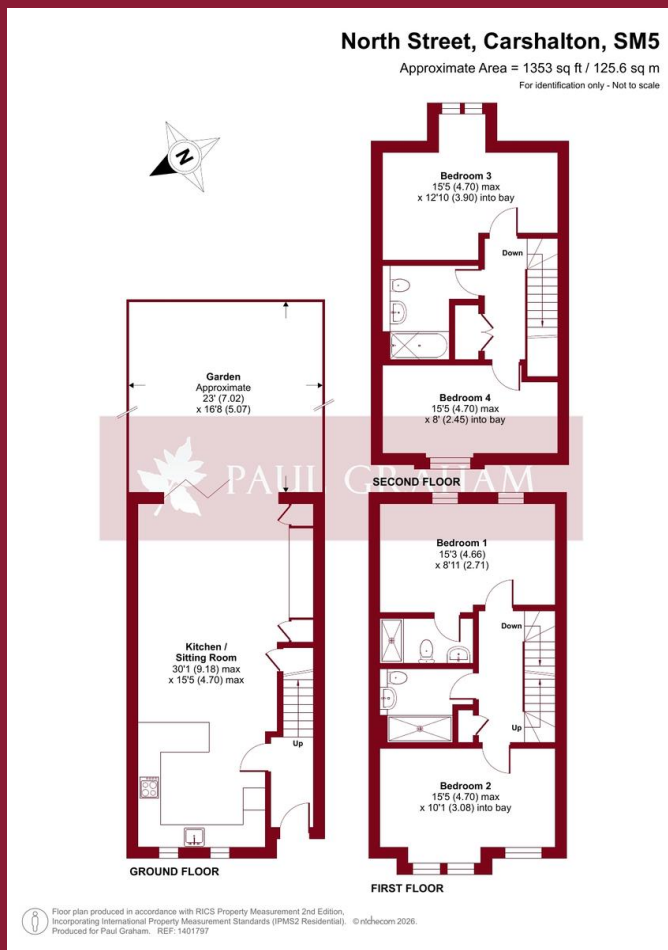 North Street, Carshalton, SM5
Approximate Area = 1353 sq ft / 125.6 sq m
For identification only - Not to scale
N
Bedroom 3
15'5 (4.70) max
x 12'10 (3.90) into bay
Down
Garden
Approximate
23' (7.02)
x 16'8 (5.07)
Bedroom 4
15'5 (4.70) max
x 8' (2.45) into bay
PAUL GRAHAM
SECOND FLOOR
Bedroom 1
15'3 (4.66)
x 8'11 (2.71)
Down
Kitchen /
Sitting Room
30'1 (9.18) max
x 15'5 (4.70) max
Up
Up
Bedroom 2
15'5 (4.70) max
x 10'1 (3.08) into bay
GROUND FLOOR
FIRST FLOOR
Floor plan produced in accordance with RICS Property Measurement 2nd Edition,
Incorporating International Property Measurement Standards (IPMS2 Residential). © ntchecom 2026.
Produced for Paul Graham. REF: 1401797